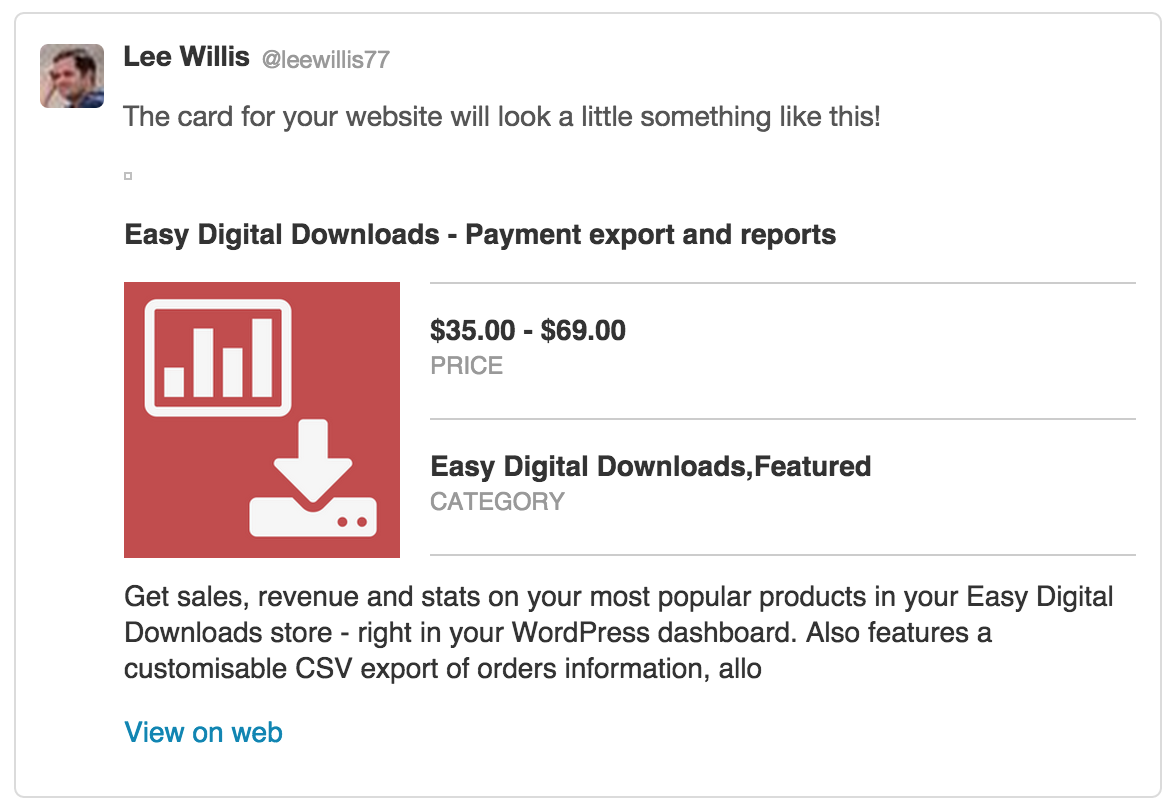 Lee Willis @leewillis77
The card for your website will look a little something like this!
Easy Digital Downloads - Payment export and reports
$35.00 - $69.00
PRICE
Easy Digital Downloads,Featured
CATEGORY
Get sales, revenue and stats on your most popular products in your Easy Digital
Downloads store - right in your WordPress dashboard. Also features a
customisable CSV export of orders information, allo
View on web